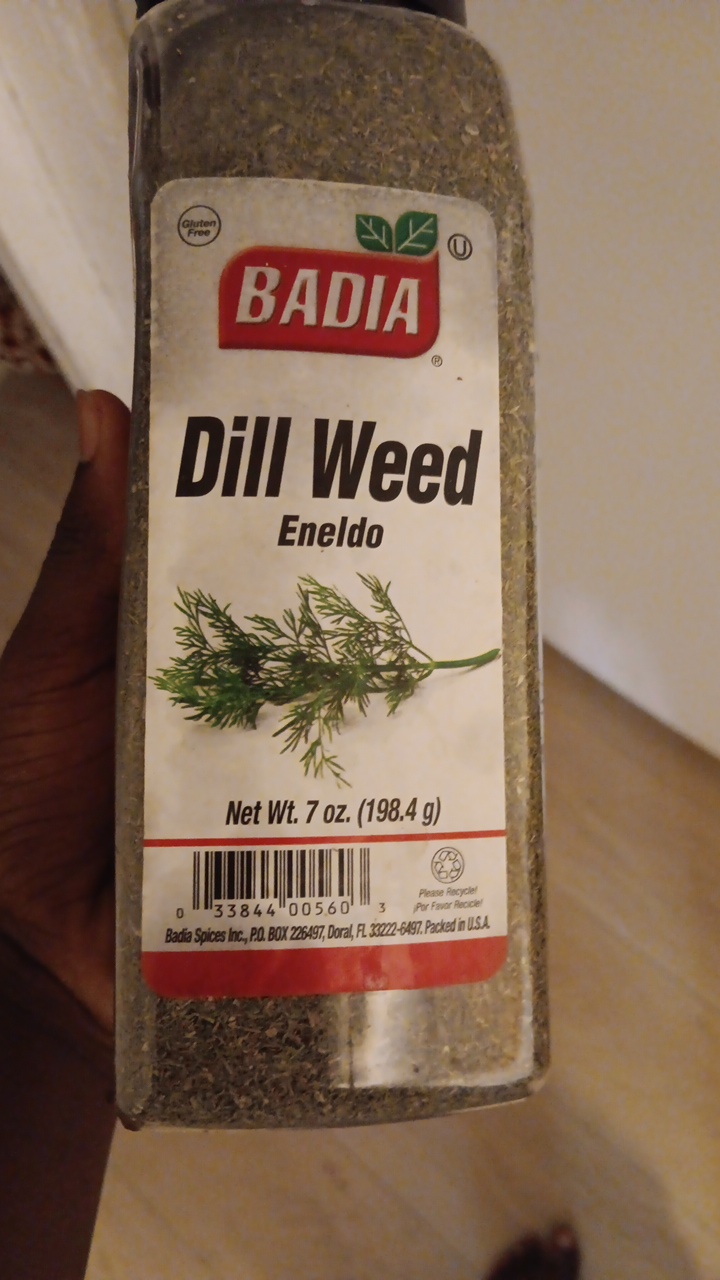 Gluten
Free
U
BADIA
®
Dill Weed
Eneldo
Net Wt. 7 oz. (198.4 g)
0 33844 00560 3
Please Recycle!
¡Por Favor Recicle!
Badia Spices Inc., P.O. BOX 226497, Doral, FL 33222-6497. Packed in U.S.A.